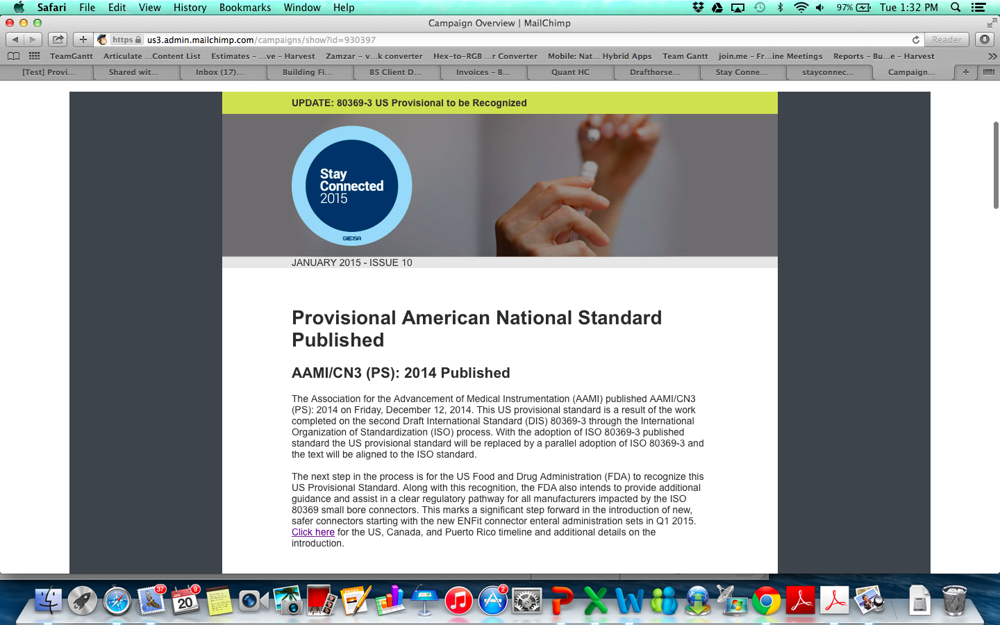 Safari File Edit View History Bookmarks Window Help 97% Tue 1:32 PM
Campaign Overview | MailChimp
https us3.admin.mailchimp.com/campaigns/show?id=930397 Reader
TeamGantt Articulate ...Content List Estimates – ...ve – Harvest Zamzar – v...k converter Hex-to-RGB ...r Converter Mobile: Nat... Hybrid Apps Team Gantt join.me – Fr...ine Meetings Reports – Bu...e – Harvest
[Test] Provi... Shared wit... Inbox (17)... Building Fi... B5 Client D... Invoices – B... Quant HC Drafthorse... Stay Conne... stayconnec... Campaign...
UPDATE: 80369-3 US Provisional to be Recognized
Stay
Connected
2015
GEDSA
JANUARY 2015 - ISSUE 10
Provisional American National Standard
Published
AAMI/CN3 (PS): 2014 Published
The Association for the Advancement of Medical Instrumentation (AAMI) published AAMI/CN3
(PS): 2014 on Friday, December 12, 2014. This US provisional standard is a result of the work
completed on the second Draft International Standard (DIS) 80369-3 through the International
Organization of Standardization (ISO) process. With the adoption of ISO 80369-3 published
standard the US provisional standard will be replaced by a parallel adoption of ISO 80369-3 and
the text will be aligned to the ISO standard.
The next step in the process is for the US Food and Drug Administration (FDA) to recognize this
US Provisional Standard. Along with this recognition, the FDA also intends to provide additional
guidance and assist in a clear regulatory pathway for all manufacturers impacted by the ISO
80369 small bore connectors. This marks a significant step forward in the introduction of new,
safer connectors starting with the new ENFit connector enteral administration sets in Q1 2015.
Click here for the US, Canada, and Puerto Rico timeline and additional details on the
introduction.
37 JAN 20 9 PAGES 2